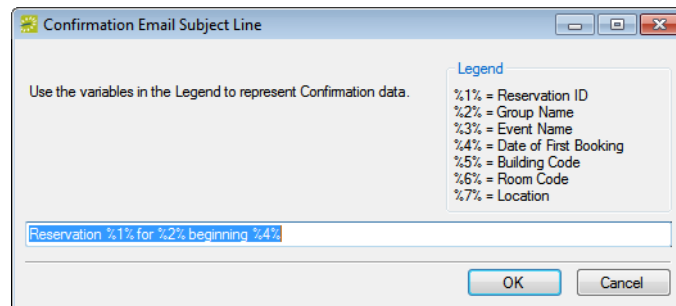 Confirmation Email Subject Line
Use the variables in the Legend to represent Confirmation data.
Legend
%1% = Reservation ID
%2% = Group Name
%3% = Event Name
%4% = Date of First Booking
%5% = Building Code
%6% = Room Code
%7% = Location
Reservation %1% for %2% beginning %4%
OK
Cancel